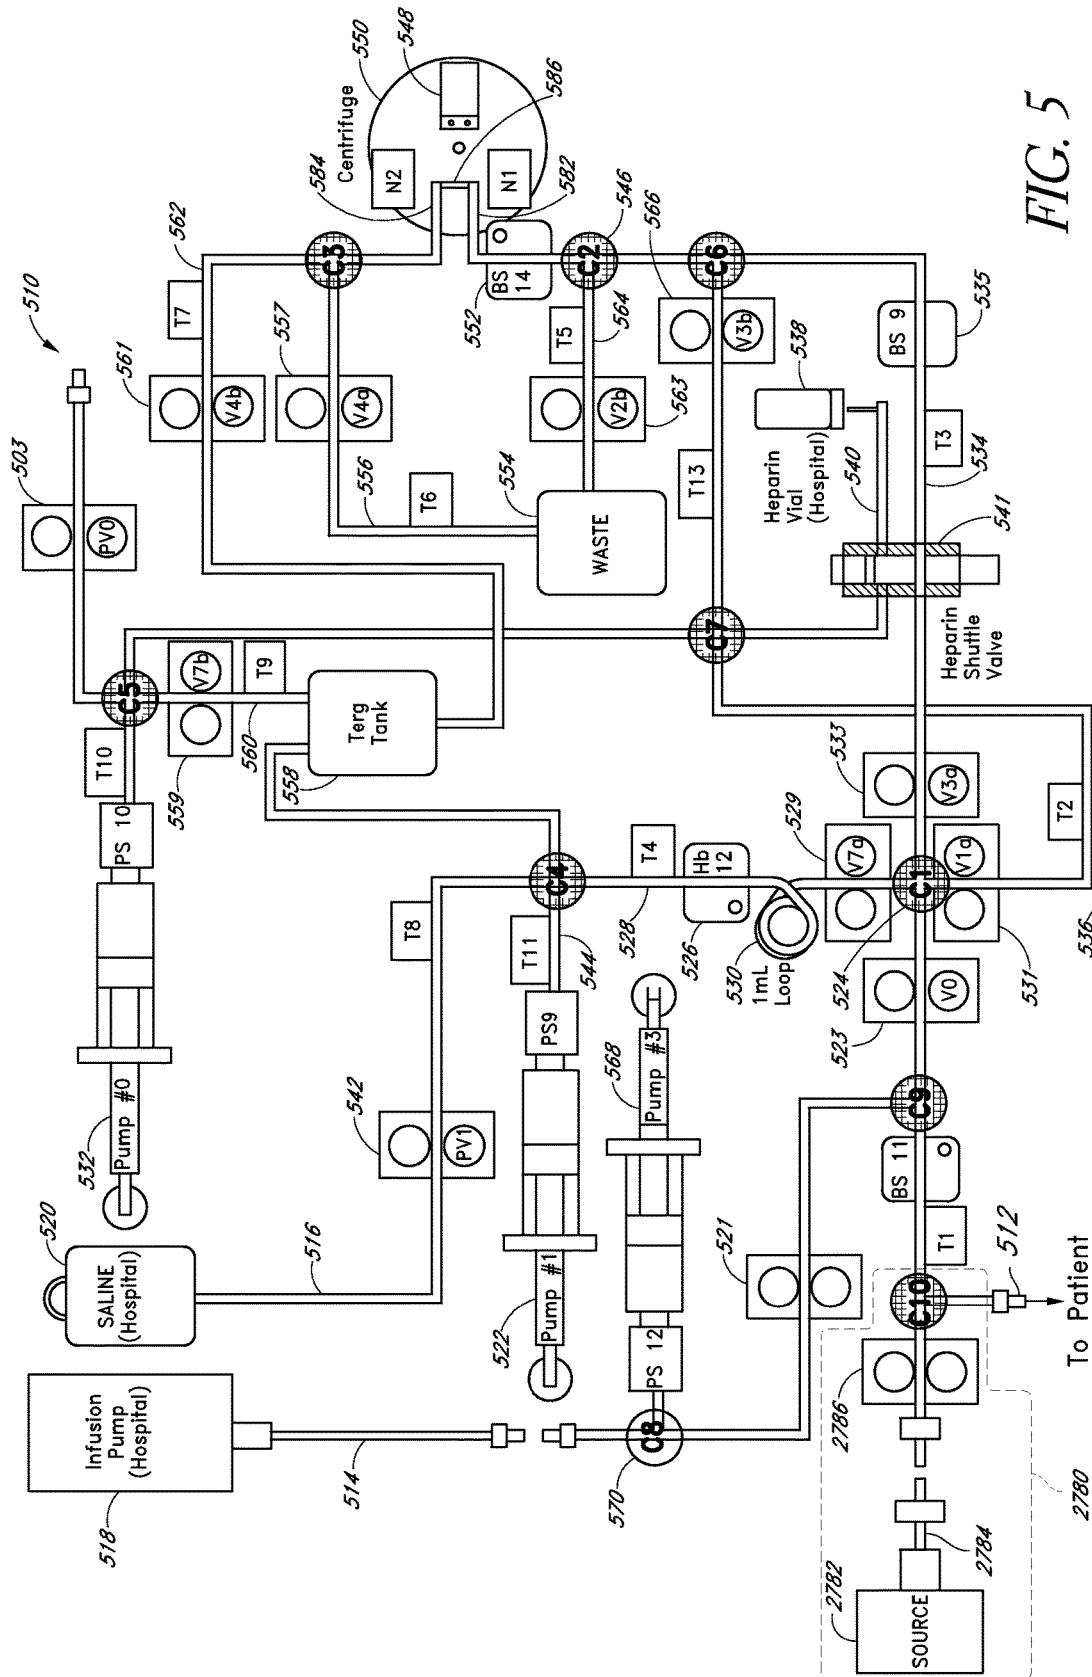 510
503
PV0
532
Pump #0
PS 10
T10
C5
V7b
559
T9
560
561
V4b
T7
562
557
V4a
C3
556
T6
584
Centrifuge
550
548
586
N2
N1
582
BS
14
552
546
C2
T5
564
V2b
563
566
C6
V3b
554
WASTE
T13
C7
Heparin
Vial
(Hospital)
538
540
BS 9
535
T3
534
541
Heparin
Shuttle
Valve
520
SALINE
(Hospital)
516
542
PV1
T8
Terg
Tank
558
C4
T11
544
PS9
522
Pump #1
T4
528
Hb
12
526
530
1mL
Loop
529
V7a
533
V3a
C1
V1a
524
531
523
V0
T2
536
518
Infusion
Pump
(Hospital)
514
570
C8
PS 12
568
Pump #3
521
C9
BS 11
T1
C10
512
To Patient
2786
2780
2784
2782
SOURCE
FIG. 5